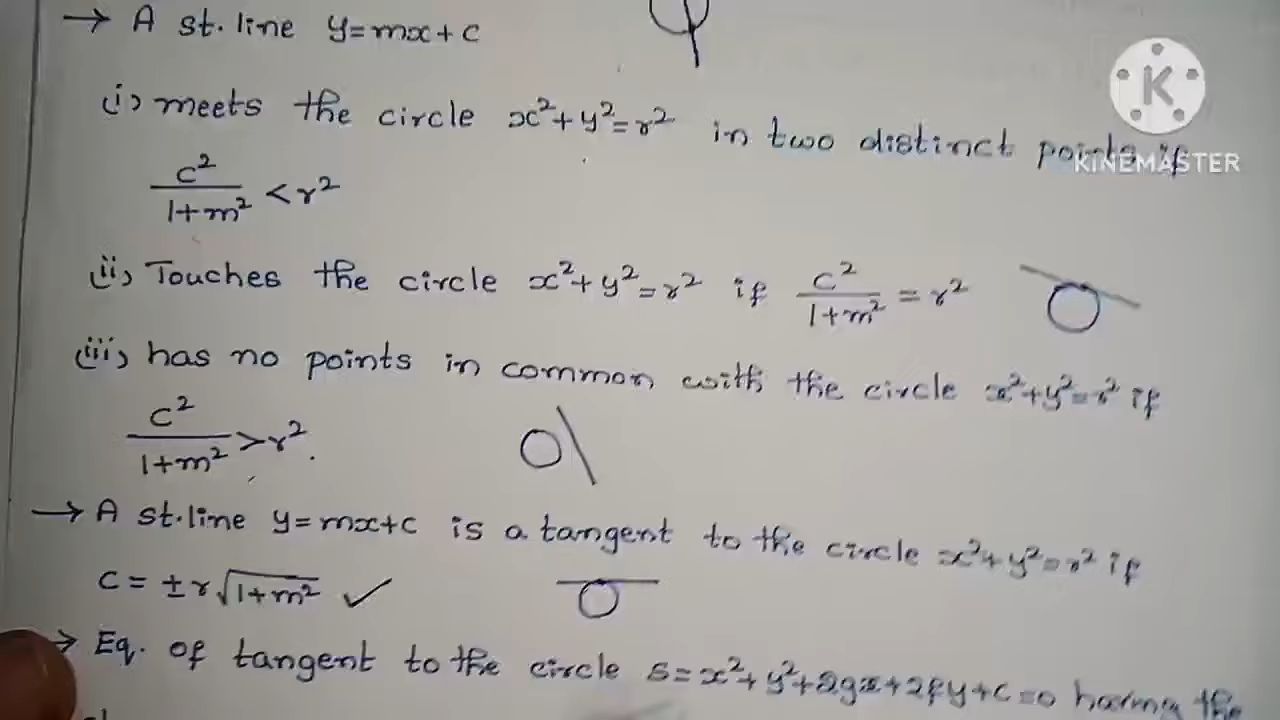 → A st. line y=mx+c
(i) meets the circle x²+y²=r² in two distinct points if
c²/(1+m²) < r²
(ii) Touches the circle x²+y²=r² if c²/(1+m²) = r²
(iii) has no points in common with the circle x²+y²=r² if
c²/(1+m²) > r².
→ A st.line y=mx+c is a tangent to the circle x²+y²=r² if
c = ±r√(1+m²) ✓
→ Eq. of tangent to the circle S=x²+y²+2gx+2fy+c=0 having the
K
KINEMASTER